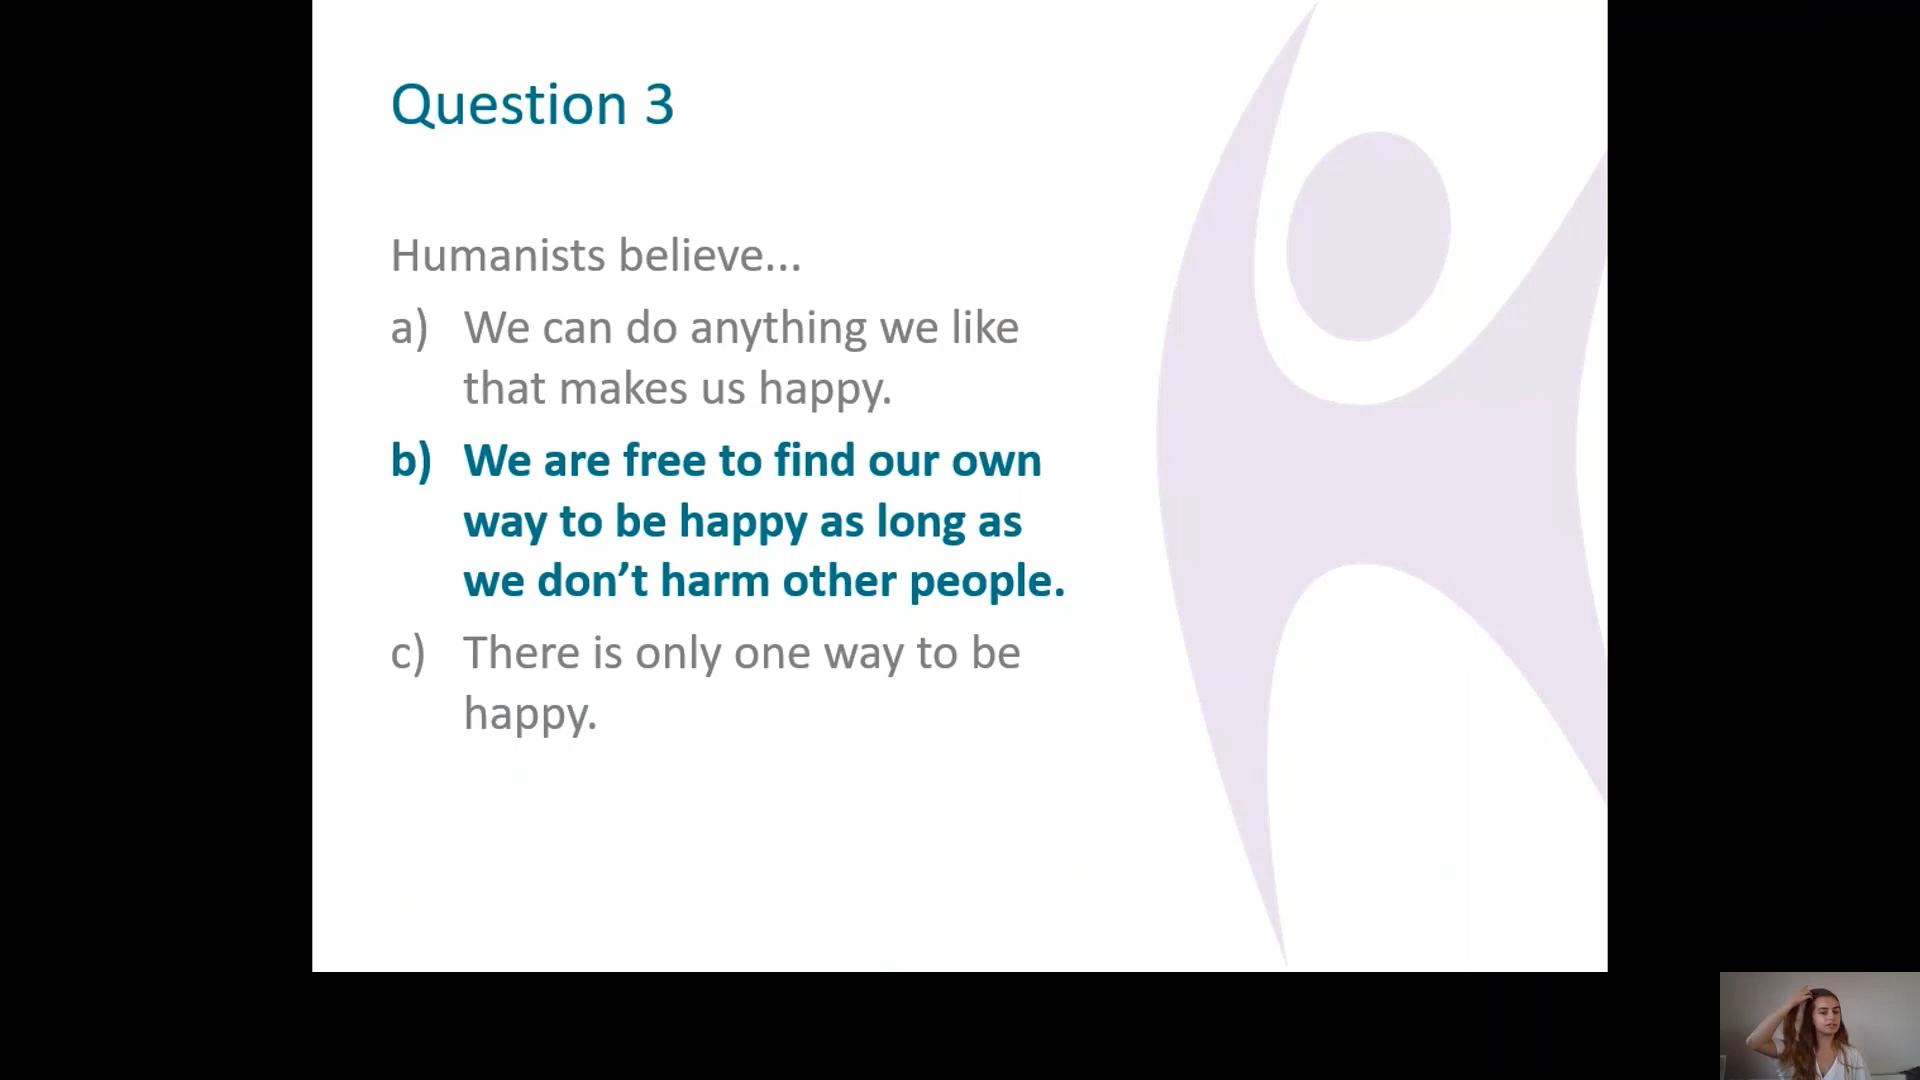 Question 3
Humanists believe...
a) We can do anything we like
that makes us happy.
b) We are free to find our own
way to be happy as long as
we don’t harm other people.
c) There is only one way to be
happy.